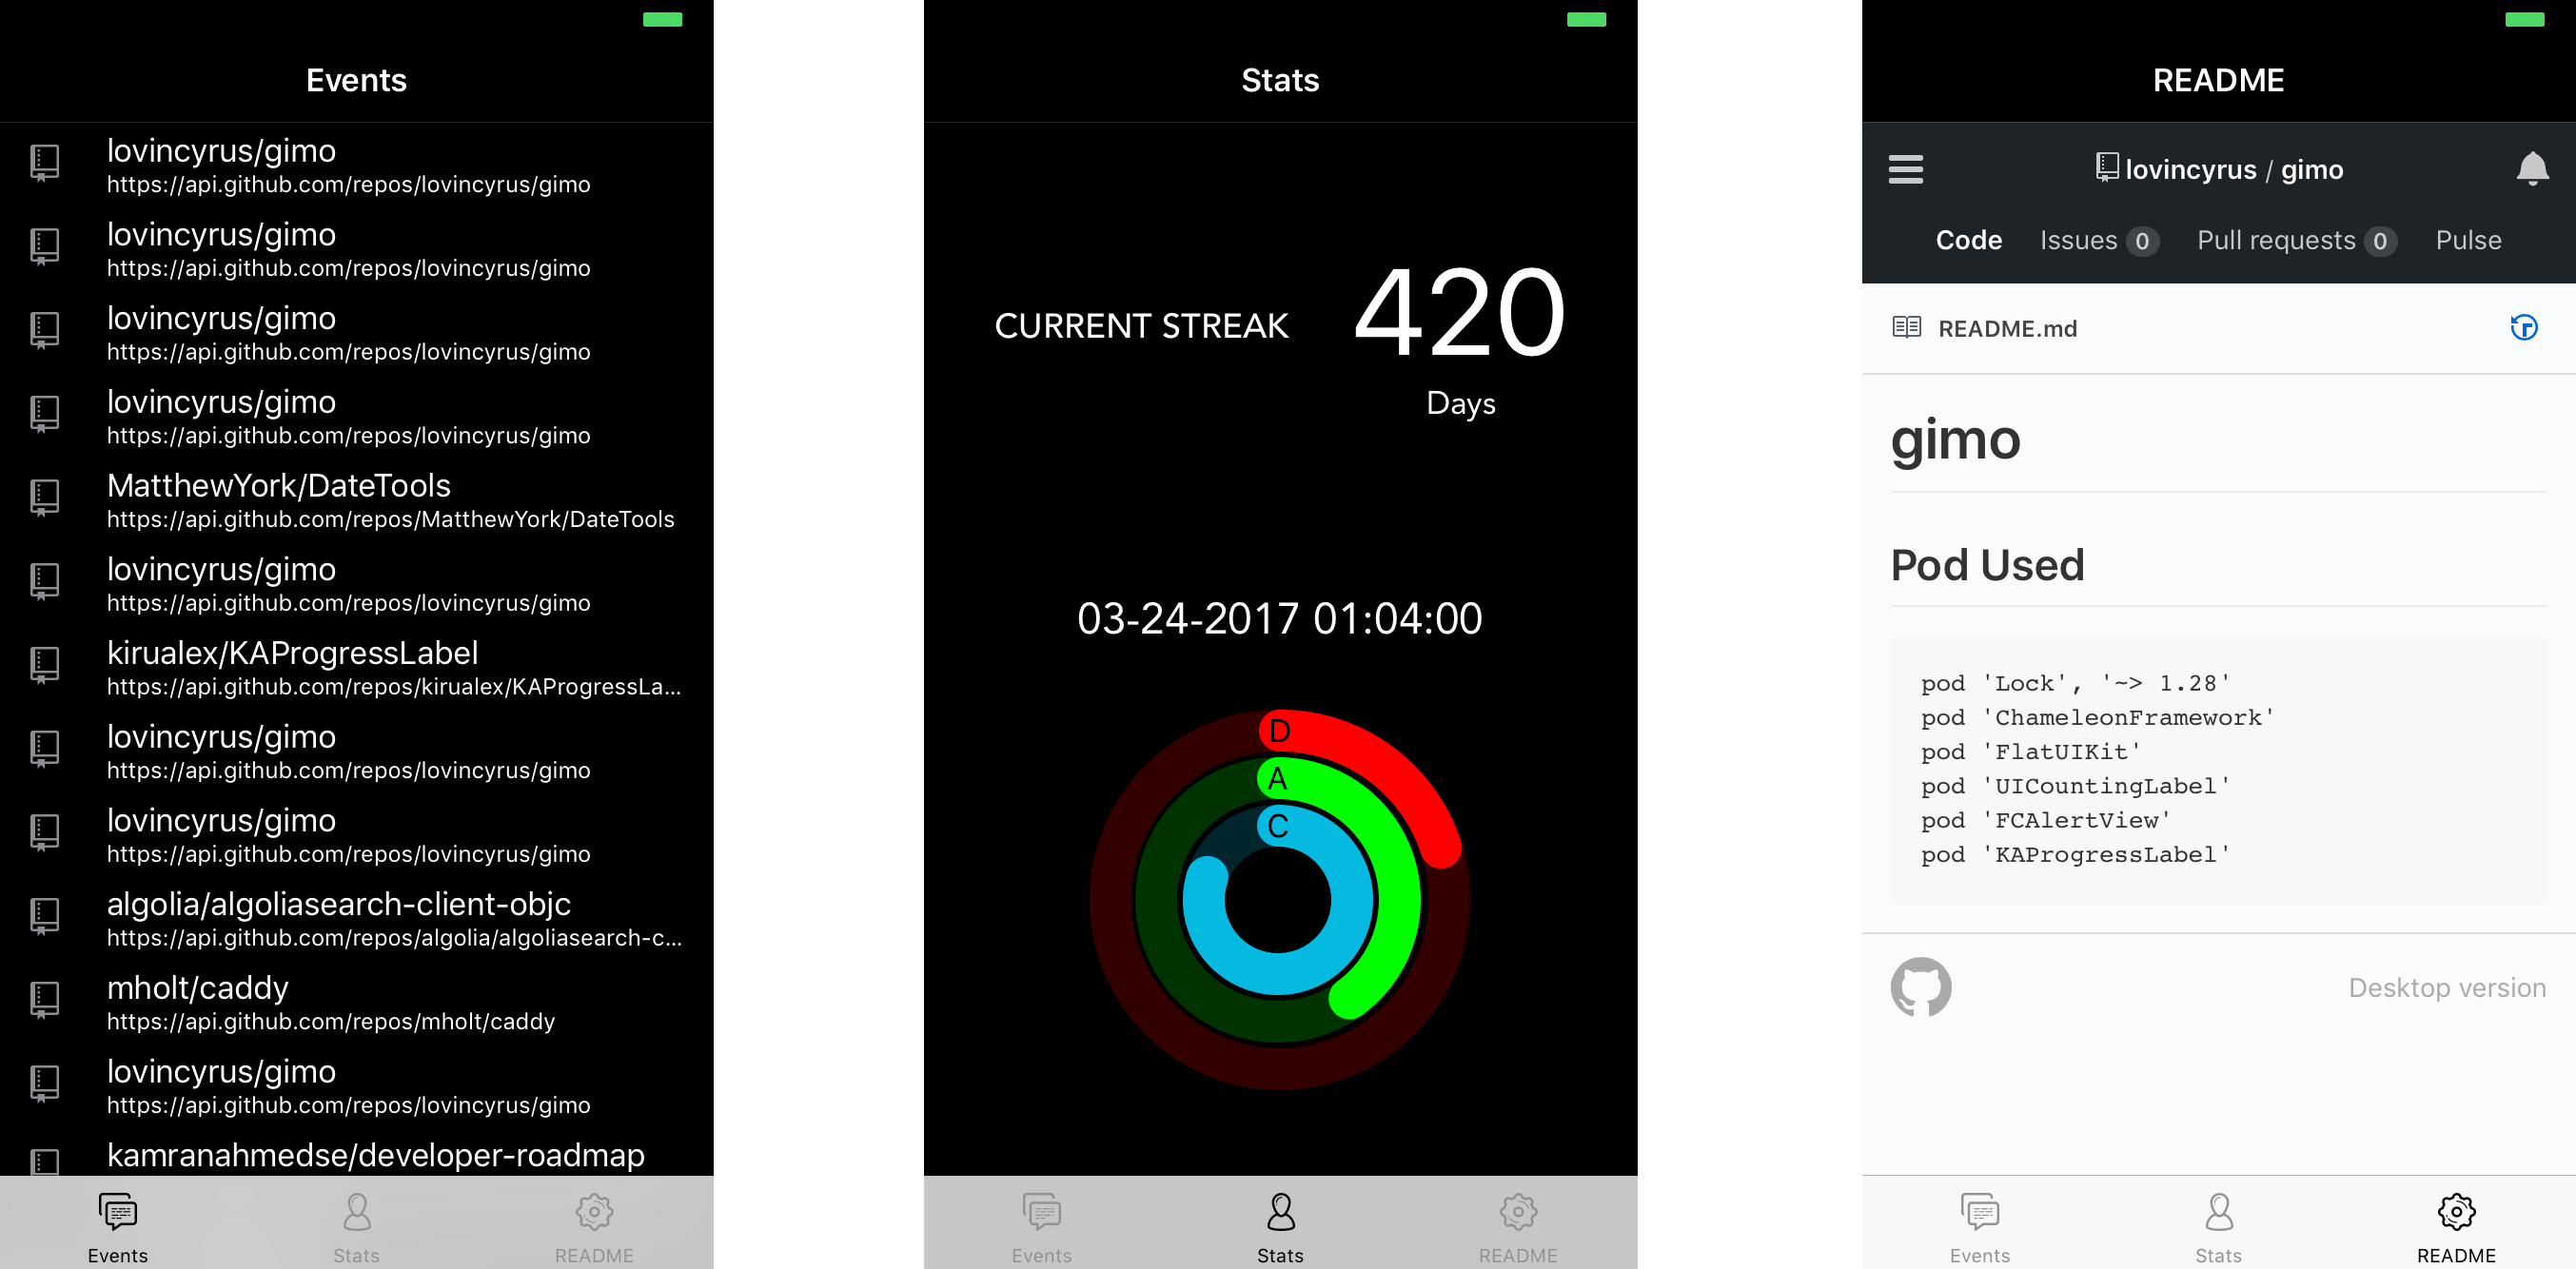 Events
lovincyrus/gimo
https://api.github.com/repos/lovincyrus/gimo
lovincyrus/gimo
https://api.github.com/repos/lovincyrus/gimo
lovincyrus/gimo
https://api.github.com/repos/lovincyrus/gimo
lovincyrus/gimo
https://api.github.com/repos/lovincyrus/gimo
MatthewYork/DateTools
https://api.github.com/repos/MatthewYork/DateTools
lovincyrus/gimo
https://api.github.com/repos/lovincyrus/gimo
kirualex/KAProgressLabel
https://api.github.com/repos/kirualex/KAProgressLa...
lovincyrus/gimo
https://api.github.com/repos/lovincyrus/gimo
lovincyrus/gimo
https://api.github.com/repos/lovincyrus/gimo
algolia/algoliasearch-client-objc
https://api.github.com/repos/algolia/algoliasearch-c...
mholt/caddy
https://api.github.com/repos/mholt/caddy
lovincyrus/gimo
https://api.github.com/repos/lovincyrus/gimo
kamranahmedse/developer-roadmap
Events Stats README
Stats
CURRENT STREAK 420
Days
03-24-2017 01:04:00
D
A
C
Events Stats README
README
lovincyrus / gimo
Code Issues 0 Pull requests 0 Pulse
README.md
gimo
Pod Used
pod 'Lock', '~> 1.28'
pod 'ChameleonFramework'
pod 'FlatUIKit'
pod 'UICountingLabel'
pod 'FCAlertView'
pod 'KAProgressLabel'
Desktop version
Events Stats README